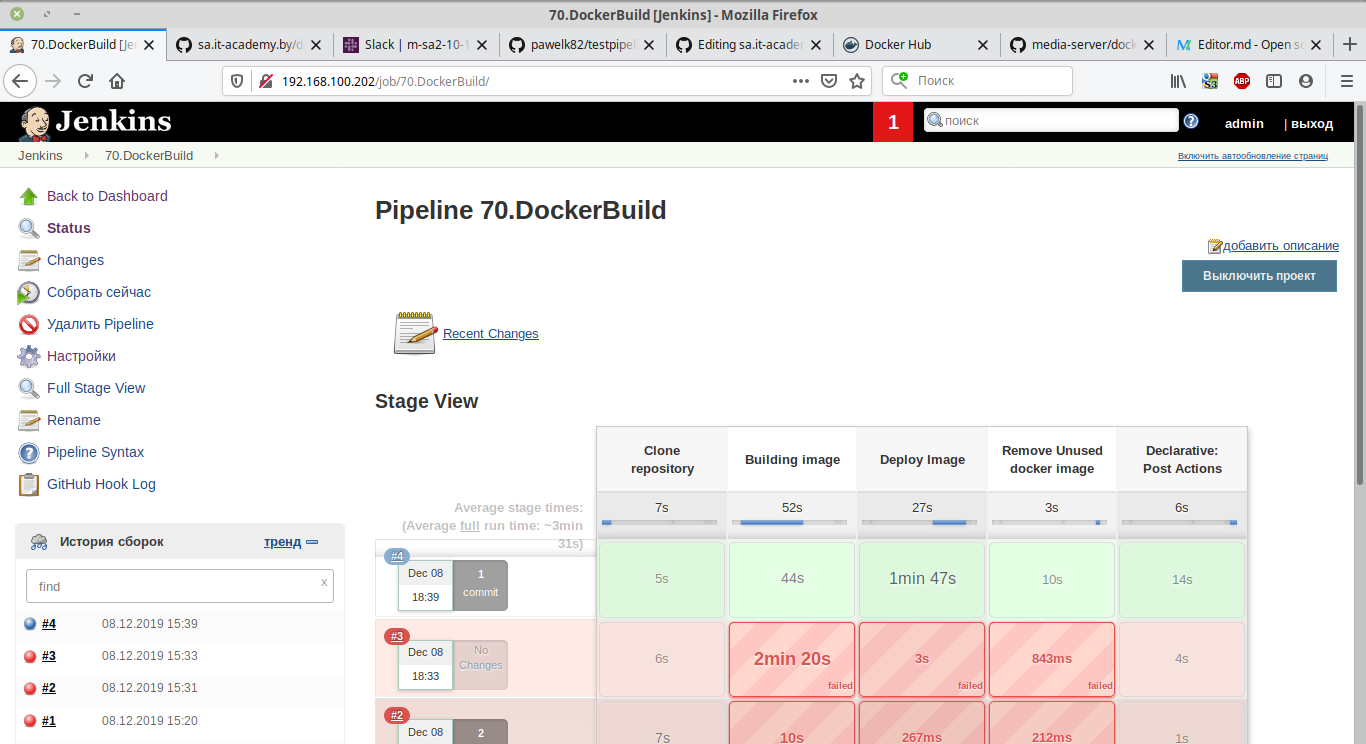 70.DockerBuild [Jenkins] - Mozilla Firefox
70.DockerBuild [Jen
sa.it-academy.by/di
Slack | m-sa2-10-1
pawelk82/testpipel
Editing sa.it-acade
Docker Hub
media-server/dock
Editor.md - Open so
192.168.100.202/job/70.DockerBuild/
Поиск
ABP
Jenkins
1
поиск
admin
| выход
Jenkins
70.DockerBuild
Включить автообновление страниц
Back to Dashboard
Status
Changes
Собрать сейчас
Удалить Pipeline
Настройки
Full Stage View
Rename
Pipeline Syntax
GitHub Hook Log
История сборок
тренд
find
x
#4 08.12.2019 15:39
#3 08.12.2019 15:33
#2 08.12.2019 15:31
#1 08.12.2019 15:20
Pipeline 70.DockerBuild
добавить описание
Выключить проект
Recent Changes
Stage View
Clone
repository
Building image
Deploy Image
Remove Unused
docker image
Declarative:
Post Actions
Average stage times:
(Average full run time: ~3min
31s)
7s 52s 27s 3s 6s
#4
Dec 08
18:39
1
commit
5s 44s 1min 47s 10s 14s
#3
Dec 08
18:33
No
Changes
6s 2min 20s 3s 843ms 4s
failed failed failed
#2
Dec 08
2
7s 10s 267ms 212ms 1s